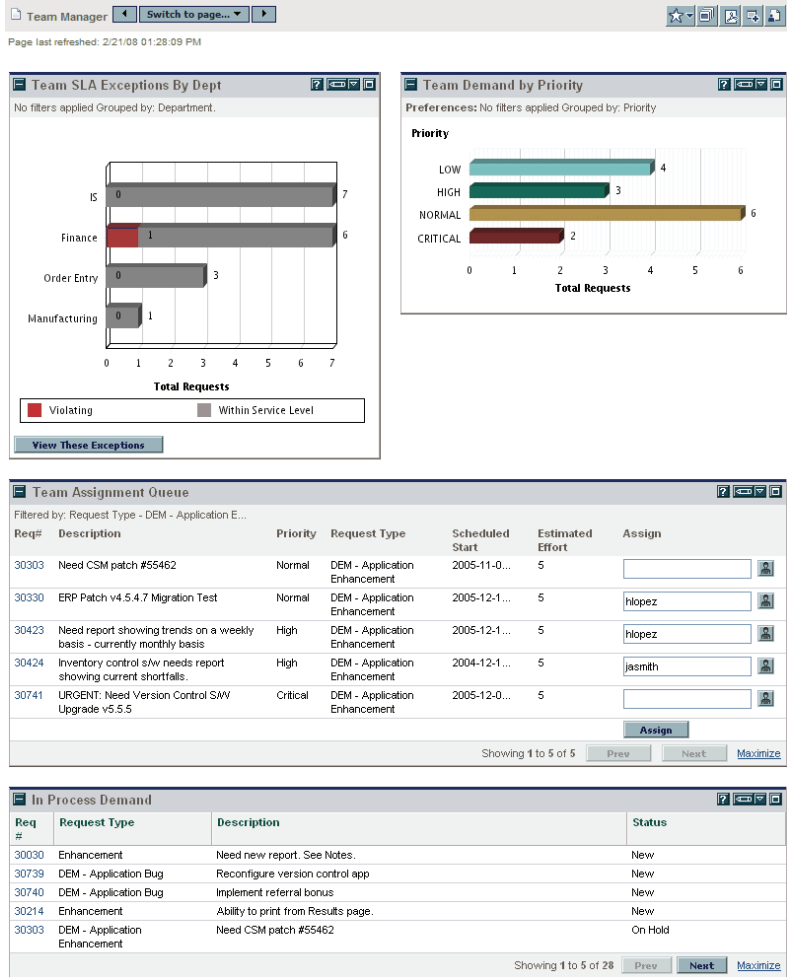 Team Manager Switch to page...
Page last refreshed: 2/21/08 01:28:09 PM
Team SLA Exceptions By Dept ?
No filters applied Grouped by: Department.
IS 0 7
Finance 1 6
Order Entry 0 3
Manufacturing 0 1
0 1 2 3 4 5 6 7
Total Requests
Violating Within Service Level
View These Exceptions
Team Demand by Priority ?
Preferences: No filters applied Grouped by: Priority
Priority
LOW 4
HIGH 3
NORMAL 6
CRITICAL 2
0 1 2 3 4 5 6
Total Requests
Team Assignment Queue ?
Filtered by: Request Type - DEM - Application E...
Req# Description Priority Request Type Scheduled Estimated Assign
Start Effort
30303 Need CSM patch #55462 Normal DEM - Application 2005-11-0... 5
Enhancement
30330 ERP Patch v4.5.4.7 Migration Test Normal DEM - Application 2005-12-1... 5 hlopez
Enhancement
30423 Need report showing trends on a weekly High DEM - Application 2005-12-1... 5 hlopez
basis - currently monthly basis Enhancement
30424 Inventory control s/w needs report High DEM - Application 2004-12-1... 5 jasmith
showing current shortfalls. Enhancement
30741 URGENT: Need Version Control S/W Critical DEM - Application 2005-12-0... 5
Upgrade v5.5.5 Enhancement
Assign
Showing 1 to 5 of 5 Prev Next Maximize
In Process Demand ?
Req Request Type Description Status
#
30030 Enhancement Need new report. See Notes. New
30739 DEM - Application Bug Reconfigure version control app New
30740 DEM - Application Bug Implement referral bonus New
30214 Enhancement Ability to print from Results page. New
30303 DEM - Application Need CSM patch #55462 On Hold
Enhancement
Showing 1 to 5 of 28 Prev Next Maximize